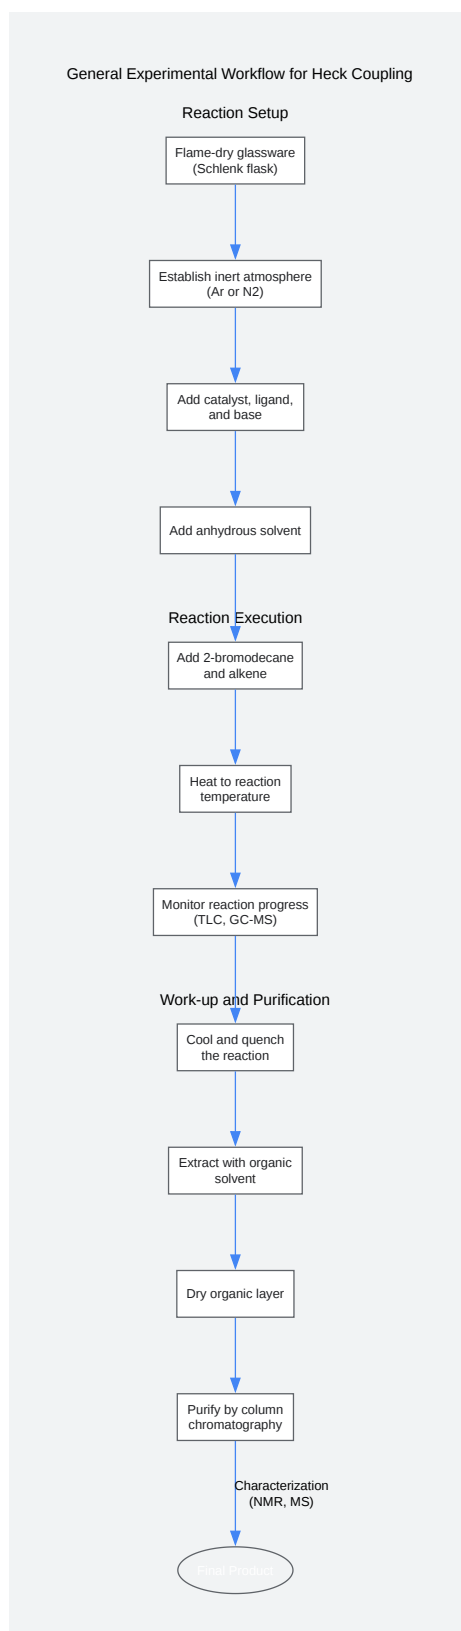 General Experimental Workflow for Heck Coupling
Reaction Setup
Flame-dry glassware
(Schlenk flask)
Establish inert atmosphere
(Ar or N2)
Add catalyst, ligand,
and base
Add anhydrous solvent
Reaction Execution
Add 2-bromodecane
and alkene
Heat to reaction
temperature
Monitor reaction progress
(TLC, GC-MS)
Work-up and Purification
Cool and quench
the reaction
Extract with organic
solvent
Dry organic layer
Purify by column
chromatography
Characterization
(NMR, MS)
Final Product